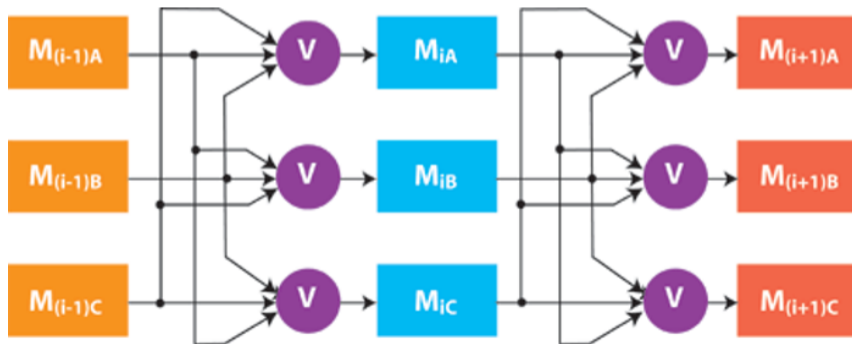 M(i-1)A V MiA V M(i+1)A
M(i-1)B V MiB V M(i+1)B
M(i-1)C V MiC V M(i+1)C